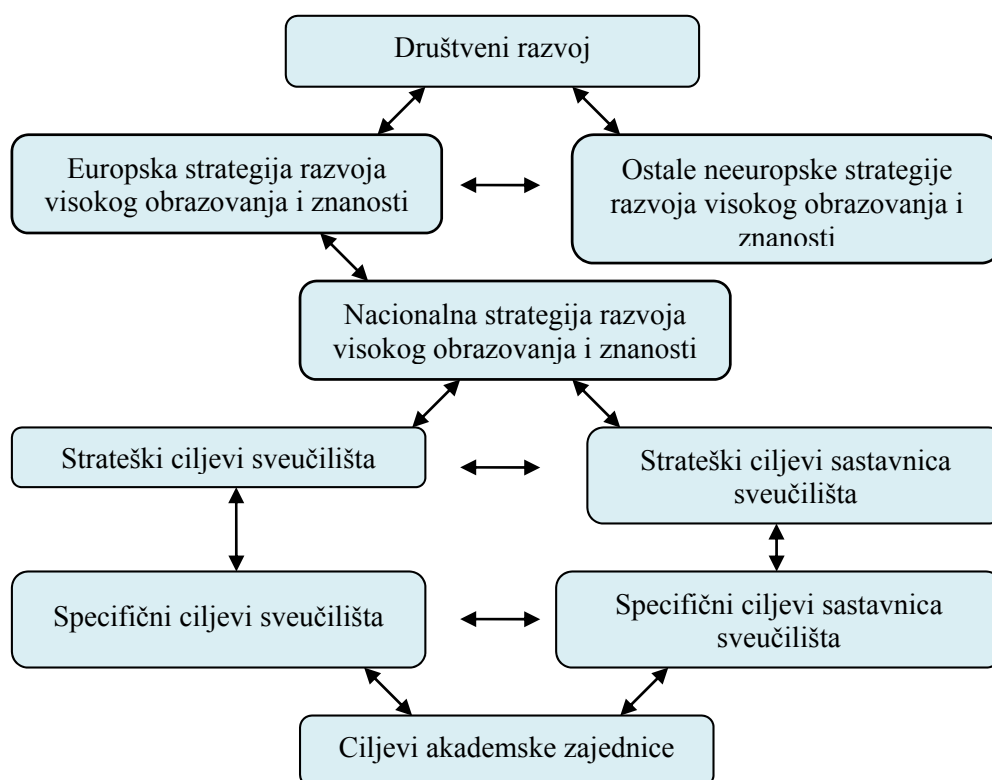 Društveni razvoj
Europska strategija razvoja
visokog obrazovanja i znanosti
Ostale neeuropske strategije
razvoja visokog obrazovanja i
znanosti
Nacionalna strategija razvoja
visokog obrazovanja i znanosti
Strateški ciljevi sveučilišta
Strateški ciljevi sastavnica
sveučilišta
Specifični ciljevi sveučilišta
Specifični ciljevi sastavnica
sveučilišta
Ciljevi akademske zajednice